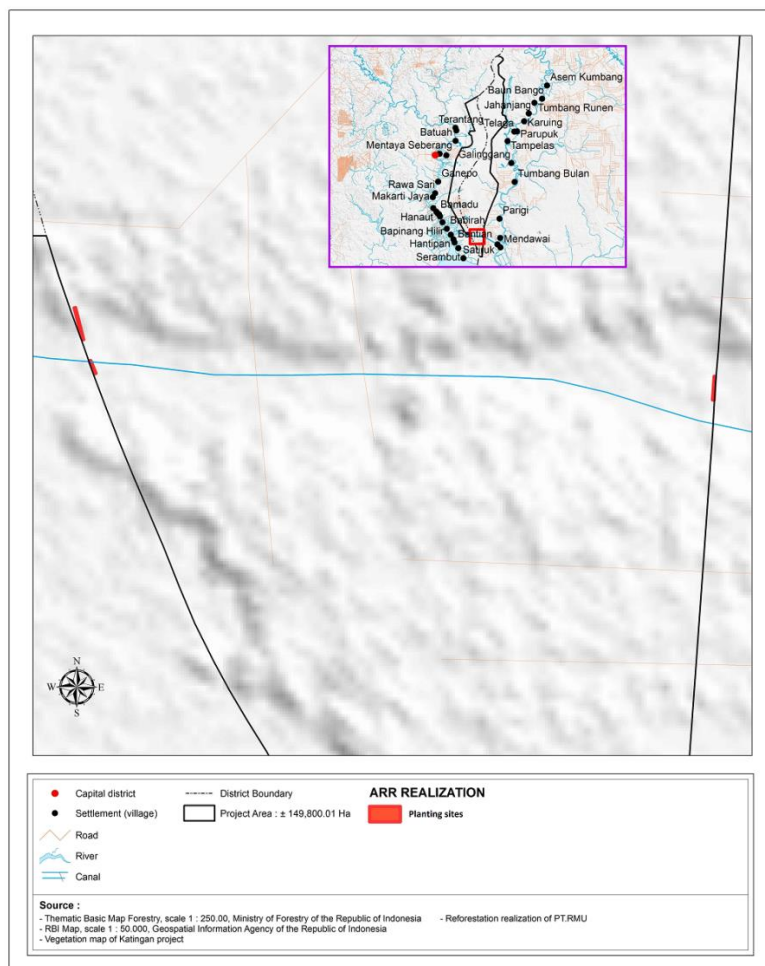 Asem Kumbang
Baun Bango
Jahanjang Tumbang Runen
Terantang Telaga Karuing
Batuah Parupuk
Mentaya Seberang Tampelas
Galinggang
Ganepo Tumbang Bulan
Rawa Sari
Makarti Jaya
Bamadu Parigi
Hanaut Babirah
Bapinang Hilir Bantian Mendawai
Hantipan Satiruk
Serambut
N
W E
S
Capital district District Boundary ARR REALIZATION
Settlement (village) Project Area : ± 149,800.01 Ha Planting sites
Road
River
Canal
Source :
- Thematic Basic Map Forestry, scale 1 : 250.00, Ministry of Forestry of the Republic of Indonesia - Reforestation realization of PT.RMU
- RBI Map, scale 1 : 50.000, Geospatial Information Agency of the Republic of Indonesia
- Vegetation map of Katingan project